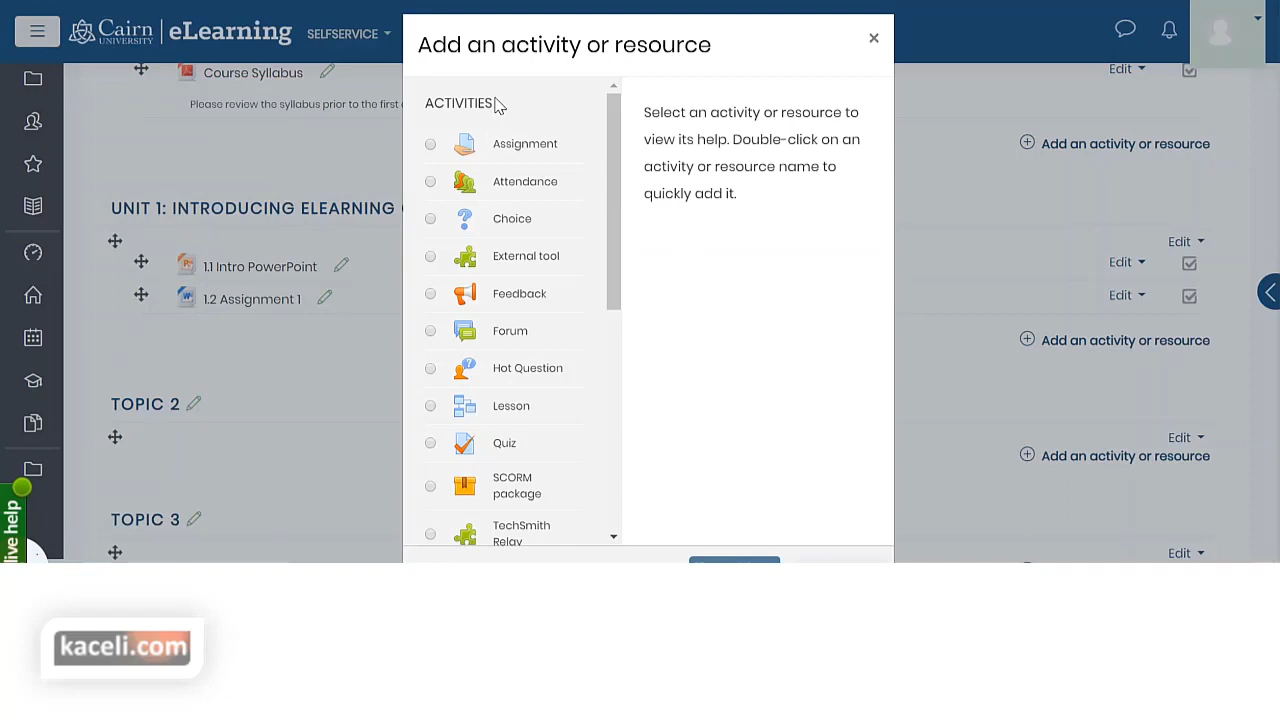 Cairn UNIVERSITY | eLearning SELFSERVICE
Add an activity or resource
×
Course Syllabus
Edit
Please review the syllabus prior to the first
ACTIVITIES
Select an activity or resource to
view its help. Double-click on an
activity or resource name to
quickly add it.
Assignment
Add an activity or resource
Attendance
UNIT 1: INTRODUCING ELEARNING
Choice
Edit
External tool
1.1 Intro PowerPoint
Edit
Feedback
1.2 Assignment 1
Edit
Forum
Add an activity or resource
Hot Question
TOPIC 2
Lesson
Edit
Quiz
Add an activity or resource
SCORM
package
TOPIC 3
TechSmith
Relay
Edit
live help
kaceli.com